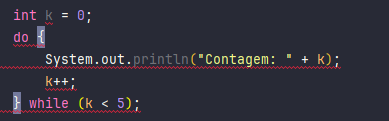 int k = 0;
do {
System.out.println("Contagem: " + k);
k++;
} while (k < 5);